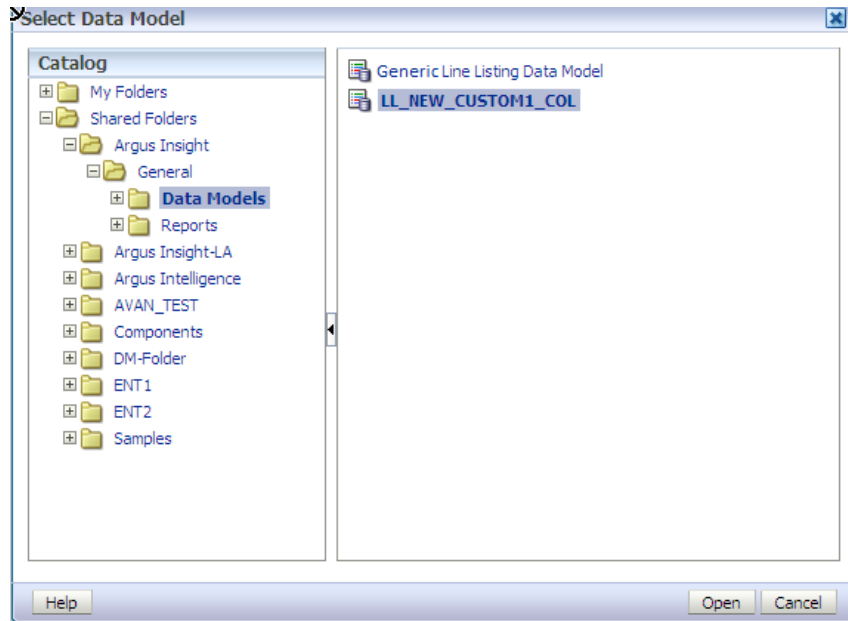 Select Data Model
Catalog
My Folders
Shared Folders
Argus Insight
General
Data Models
Reports
Argus Insight-LA
Argus Intelligence
AVAN_TEST
Components
DM-Folder
ENT1
ENT2
Samples
Generic Line Listing Data Model
LL_NEW_CUSTOM1_COL
Help
Open Cancel